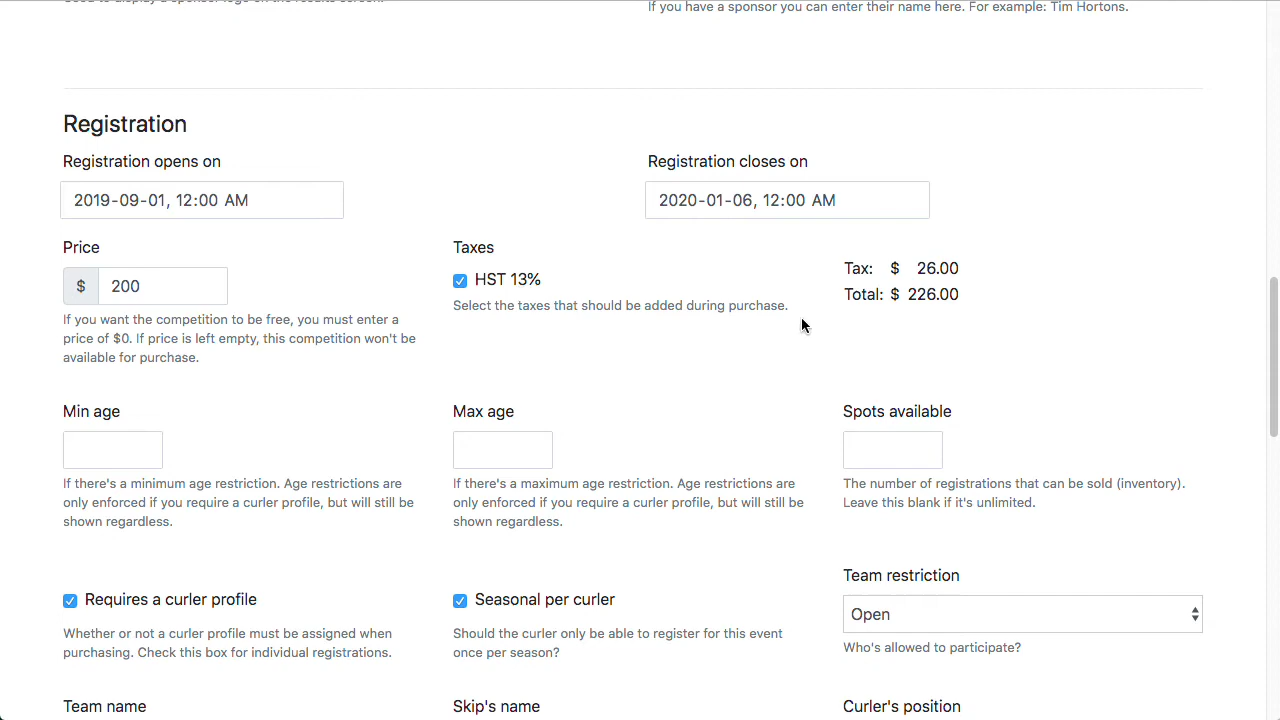 If you have a sponsor you can enter their name here. For example: Tim Hortons.
Registration
Registration opens on
Registration closes on
2019-09-01, 12:00 AM
2020-01-06, 12:00 AM
Price
Taxes
$ 200
HST 13%
Tax: $ 26.00
Total: $ 226.00
Select the taxes that should be added during purchase.
If you want the competition to be free, you must enter a
price of $0. If price is left empty, this competition won't be
available for purchase.
Min age
Max age
Spots available
If there's a minimum age restriction. Age restrictions are
only enforced if you require a curler profile, but will still be
shown regardless.
If there's a maximum age restriction. Age restrictions are
only enforced if you require a curler profile, but will still be
shown regardless.
The number of registrations that can be sold (inventory).
Leave this blank if it's unlimited.
Requires a curler profile
Whether or not a curler profile must be assigned when
purchasing. Check this box for individual registrations.
Seasonal per curler
Should the curler only be able to register for this event
once per season?
Team restriction
Open
Who's allowed to participate?
Team name
Skip's name
Curler's position